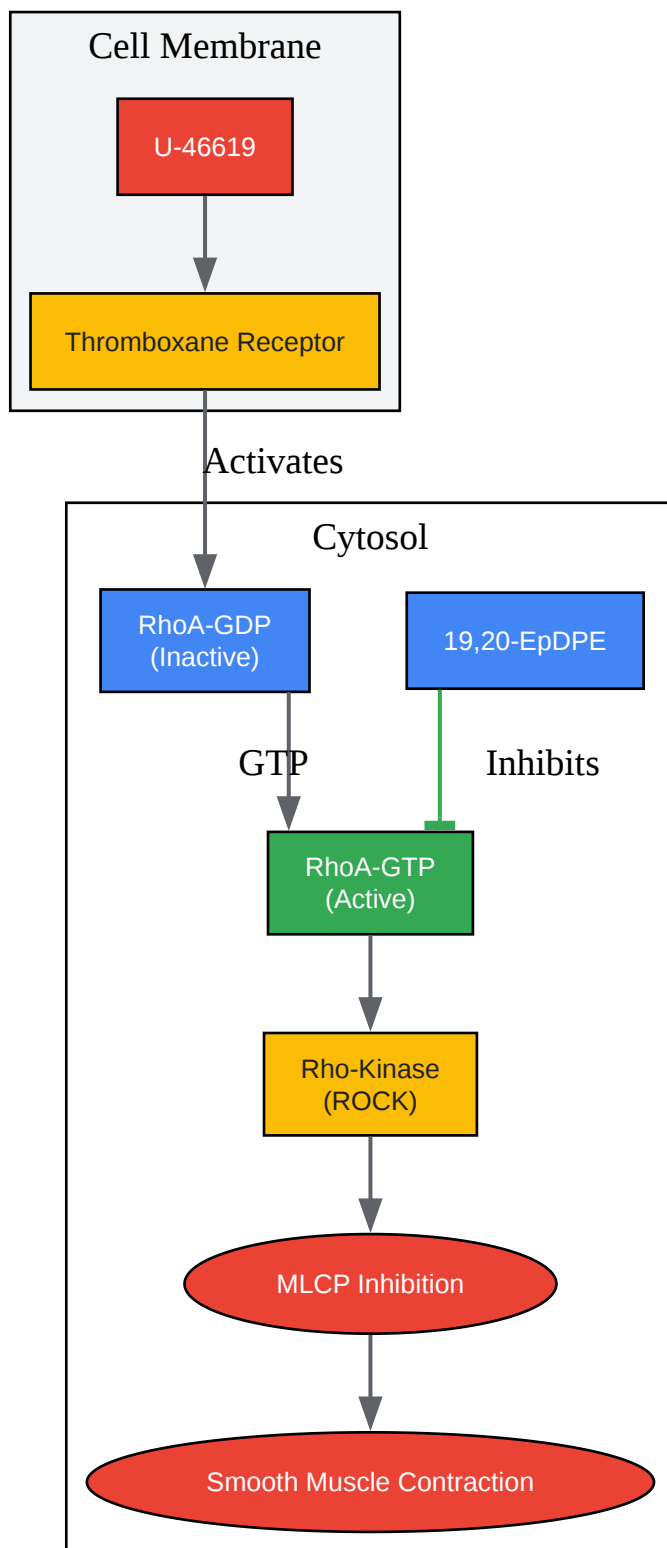 Cell Membrane
U-46619
Thromboxane Receptor
Activates
Cytosol
RhoA-GDP
(Inactive)
19,20-EpDPE
GTP
Inhibits
RhoA-GTP
(Active)
Rho-Kinase
(ROCK)
MLCP Inhibition
Smooth Muscle Contraction